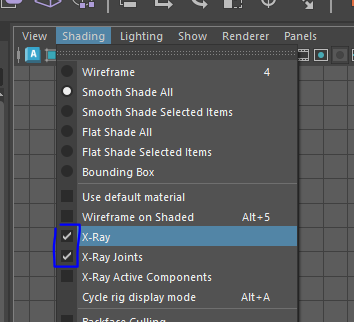 View Shading Lighting Show Renderer Panels
A
Wireframe 4
Smooth Shade All
Smooth Shade Selected Items
Flat Shade All
Flat Shade Selected Items
Bounding Box
Use default material
Wireframe on Shaded Alt+5
X-Ray
X-Ray Joints
X-Ray Active Components
Cycle rig display mode Alt+A
Backface Culling